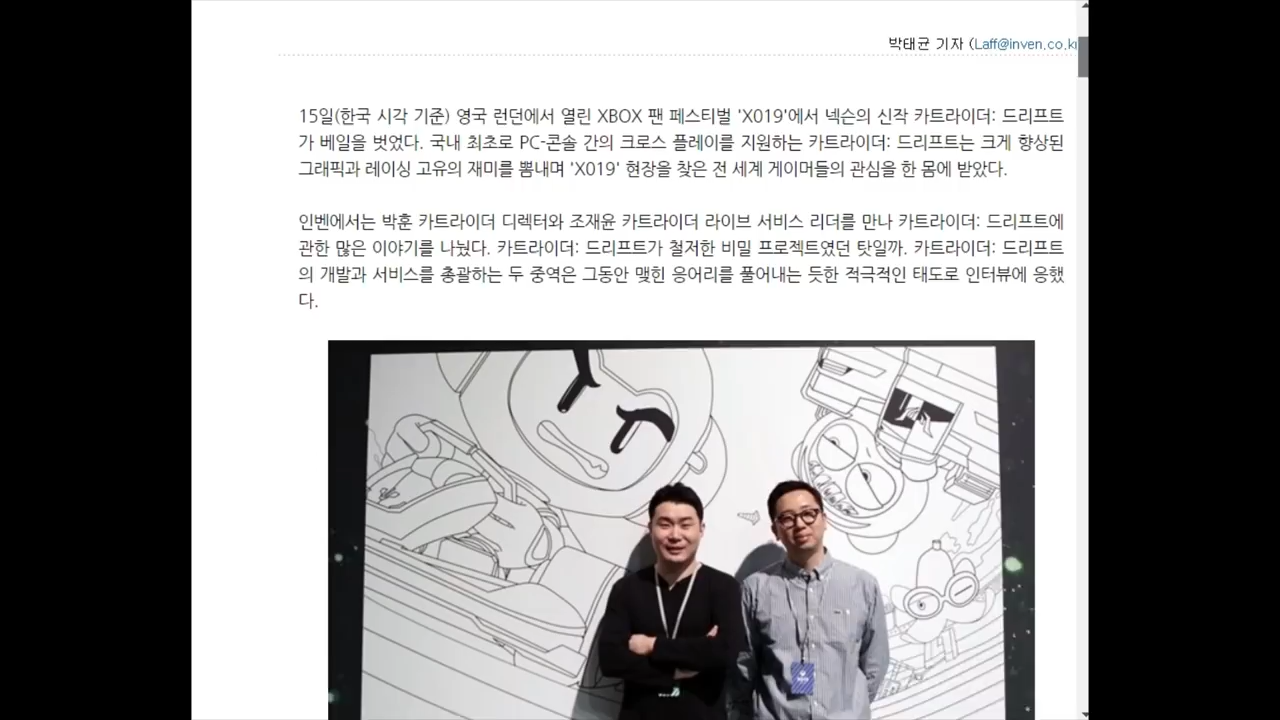 박태균 기자 (Laff@inven.co.kr
15일(한국 시각 기준) 영국 런던에서 열린 XBOX 팬 페스티벌 'X019'에서 넥슨의 신작 카트라이더: 드리프트
가 베일을 벗었다. 국내 최초로 PC-콘솔 간의 크로스 플레이를 지원하는 카트라이더: 드리프트는 크게 향상된
그래픽과 레이싱 고유의 재미를 뽐내며 'X019' 현장을 찾은 전 세계 게이머들의 관심을 한 몸에 받았다.
인벤에서는 박훈 카트라이더 디렉터와 조재윤 카트라이더 라이브 서비스 리더를 만나 카트라이더: 드리프트에
관한 많은 이야기를 나눴다. 카트라이더: 드리프트가 철저한 비밀 프로젝트였던 탓일까. 카트라이더: 드리프트
의 개발과 서비스를 총괄하는 두 중역은 그동안 맺힌 응어리를 풀어내는 듯한 적극적인 태도로 인터뷰에 응했
다.